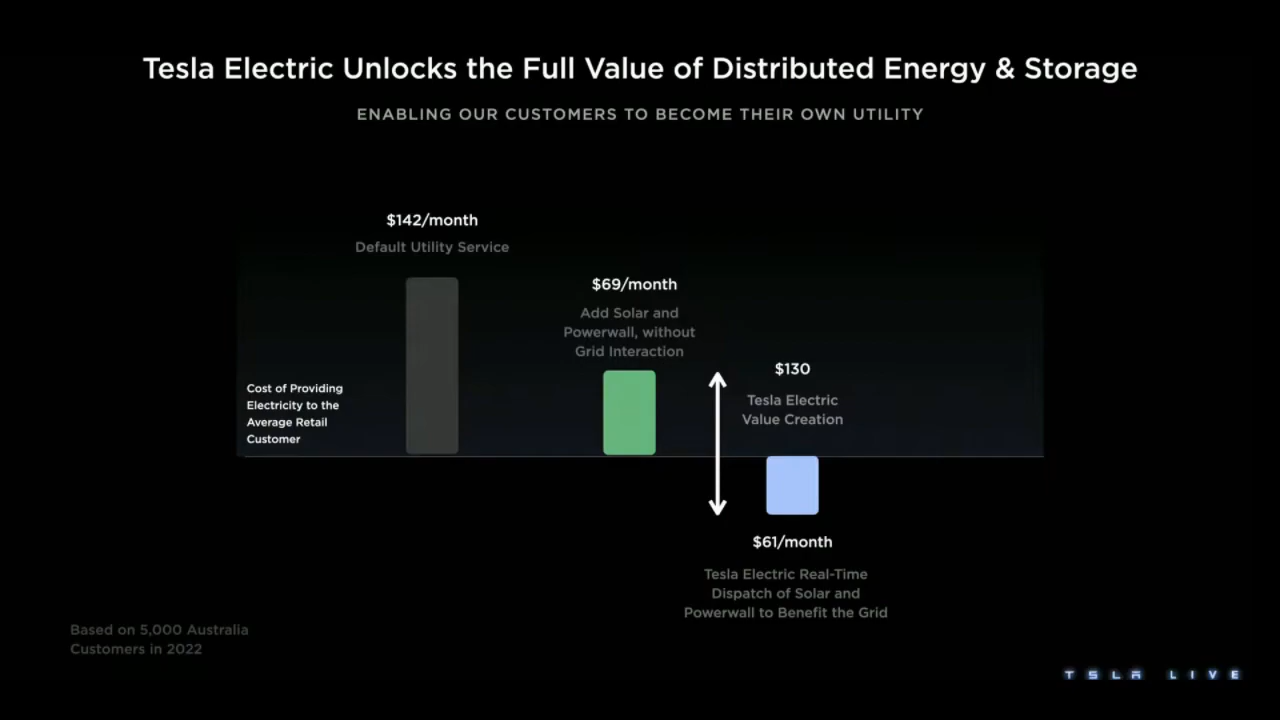 Tesla Electric Unlocks the Full Value of Distributed Energy & Storage
ENABLING OUR CUSTOMERS TO BECOME THEIR OWN UTILITY
$142/month
Default Utility Service
$69/month
Add Solar and
Powerwall, without
Grid Interaction
$130
Tesla Electric
Value Creation
Cost of Providing
Electricity to the
Average Retail
Customer
$61/month
Tesla Electric Real-Time
Dispatch of Solar and
Powerwall to Benefit the Grid
Based on 5,000 Australia
Customers in 2022
TSLA LIVE